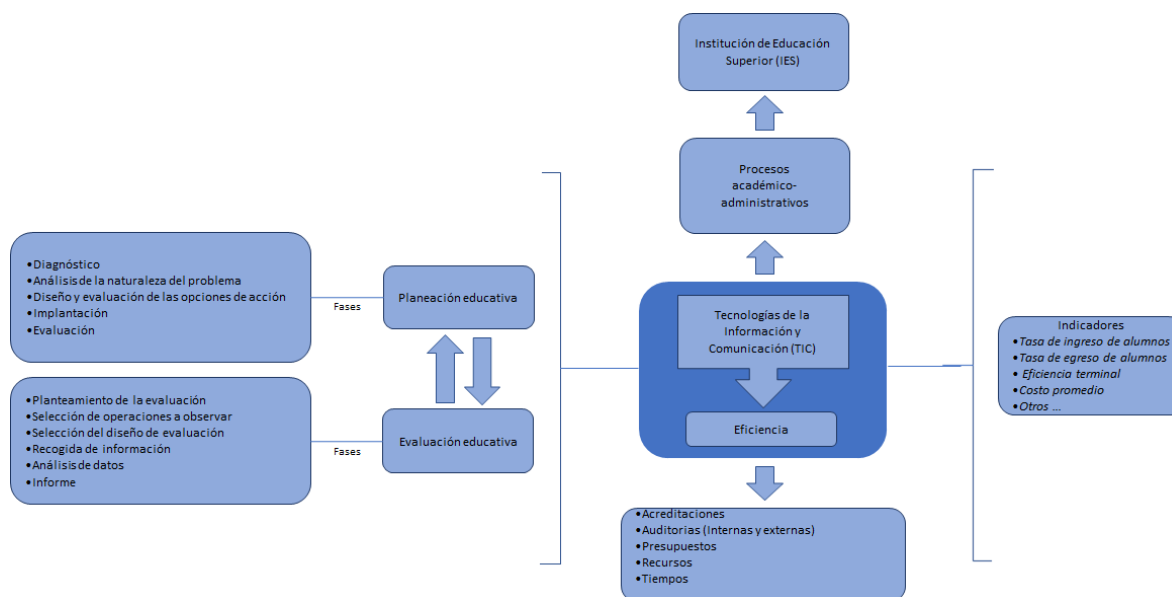 Institución de Educación
Superior (IES)
Procesos
académico-
administrativos
•Diagnóstico
•Análisis de la naturaleza del problema
•Diseño y evaluación de las opciones de acción
•Implantación
•Evaluación
Fases
Planeación educativa
•Planteamiento de la evaluación
•Selección de operaciones a observar
•Selección del diseño de evaluación
•Recogida de información
•Análisis de datos
•Informe
Fases
Evaluación educativa
Tecnologías de la
Información y
Comunicación (TIC)
Eficiencia
•Acreditaciones
•Auditorias (Internas y externas)
•Presupuestos
•Recursos
•Tiempos
Indicadores
•Tasa de ingreso de alumnos
•Tasa de egreso de alumnos
• Eficiencia terminal
•Costo promedio
•Otros ...